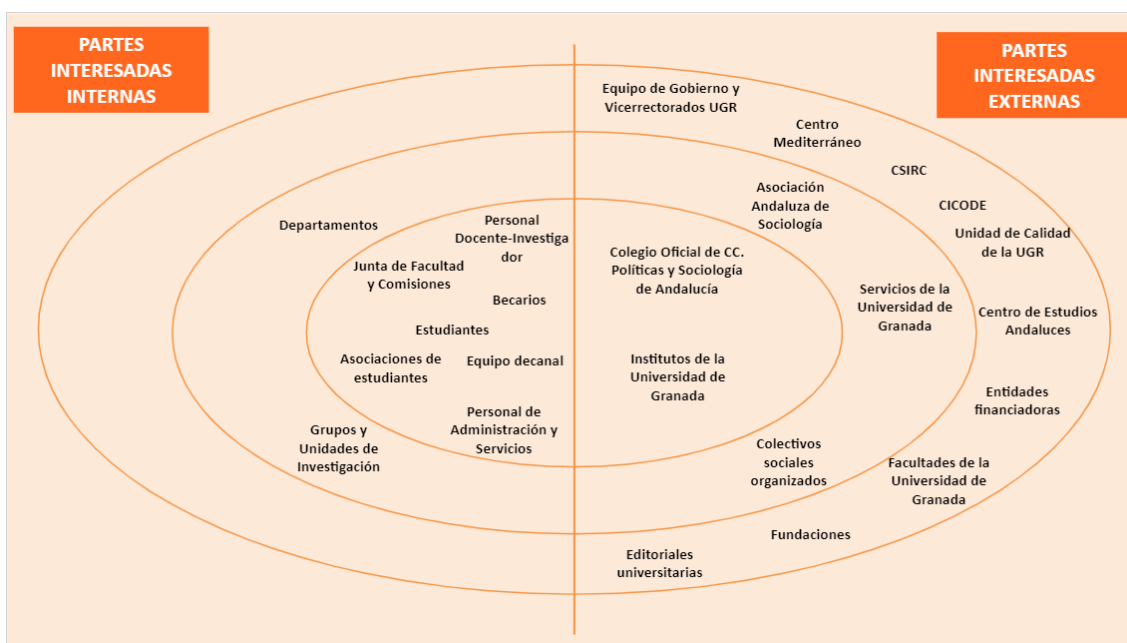 PARTES
INTERESADAS
INTERNAS
PARTES
INTERESADAS
EXTERNAS
Equipo de Gobierno y
Vicerrectorados UGR
Centro
Mediterráneo
CSIRC
CICODE
Unidad de Calidad
de la UGR
Asociación
Andaluza de
Sociología
Departamentos
Personal
Docente-Investiga
dor
Junta de Facultad
y Comisiones
Becarios
Estudiantes
Asociaciones de
estudiantes
Equipo decanal
Personal de
Administración y
Servicios
Grupos y
Unidades de
Investigación
Colegio Oficial de CC.
Políticas y Sociología
de Andalucía
Institutos de la
Universidad de
Granada
Servicios de la
Universidad de
Granada
Centro de Estudios
Andaluces
Entidades
financiadoras
Colectivos
sociales
organizados
Facultades de la
Universidad de
Granada
Fundaciones
Editoriales
universitarias